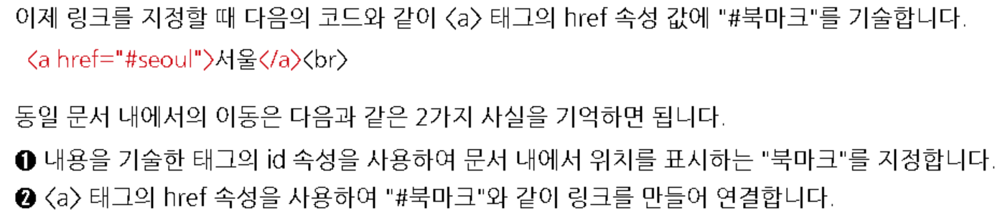 이제 링크를 지정할 때 다음의 코드와 같이 <a> 태그의 href 속성 값에 "#북마크"를 기술합니다.
<a href="#seoul">서울</a><br>
동일 문서 내에서의 이동은 다음과 같은 2가지 사실을 기억하면 됩니다.
❶ 내용을 기술한 태그의 id 속성을 사용하여 문서 내에서 위치를 표시하는 "북마크"를 지정합니다.
❷ <a> 태그의 href 속성을 사용하여 "#북마크"와 같이 링크를 만들어 연결합니다.